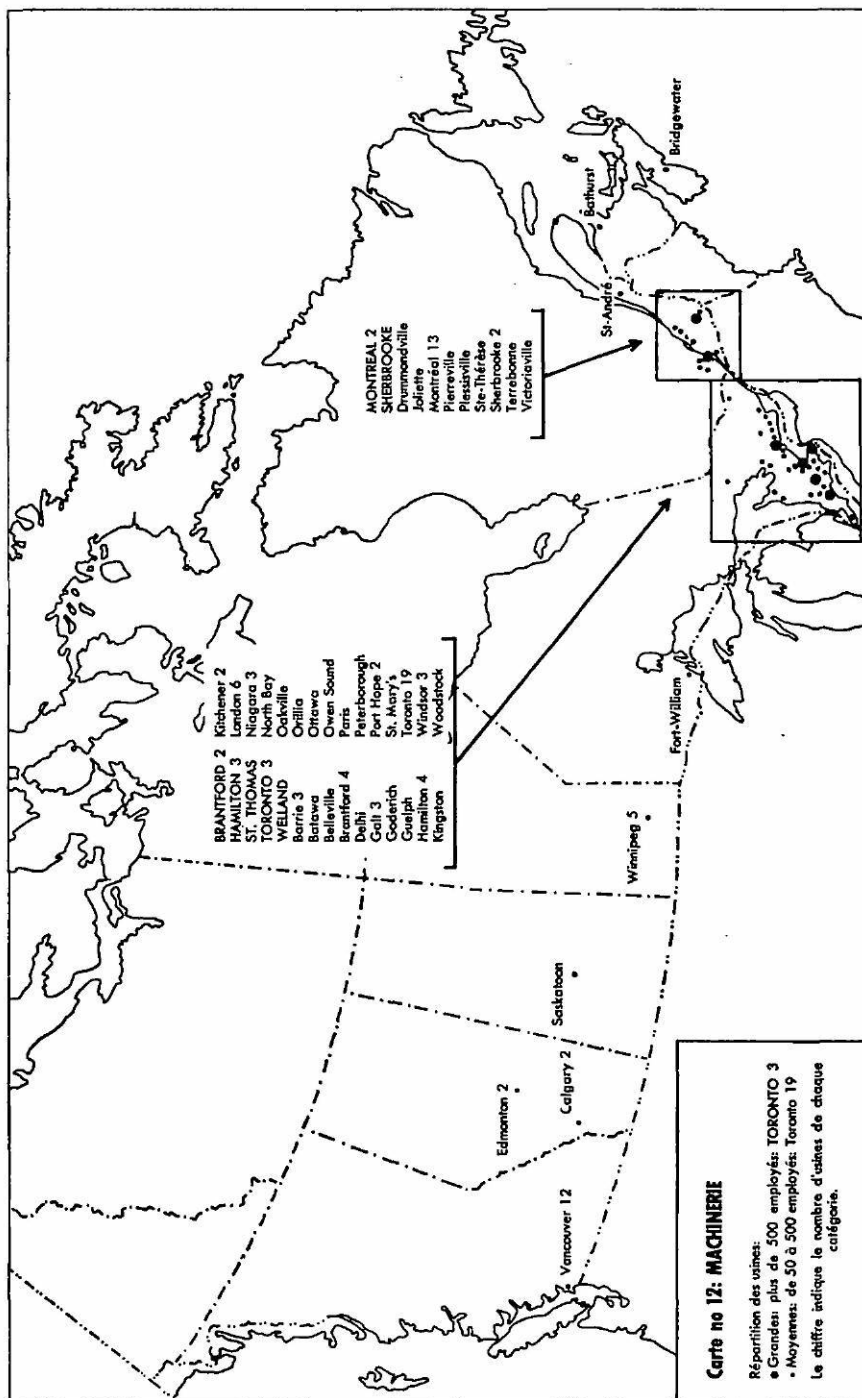 Carte no 12: MACHINERIE
Répartition des usines:
• Grandes: plus de 500 employés: TORONTO 3
• Moyennes: de 50 à 500 employés: Toronto 19
Le chiffre indique le nombre d'usines de chaque
catégorie.
BRANTFORD 2
HAMILTON 3
ST. THOMAS
TORONTO 3
WELLAND
Barrie 3
Batawa
Belleville
Brantford 4
Delhi
Galt 3
Goderich
Guelph
Hamilton 4
Kingston
Kitchener 2
London 6
Niagara 3
North Bay
Oakville
Orillia
Ottawa
Owen Sound
Paris
Peterborough
Port Hope 2
St. Mary's
Toronto 19
Windsor 3
Woodstock
MONTREAL 2
SHERBROOKE
Drummondville
Joliette
Montréal 13
Pierreville
Plessisville
Ste-Thérèse
Sherbrooke 2
Terrebonne
Victoriaville
Vancouver 12
Edmonton 2
Calgary 2
Saskatoon
Winnipeg 5
Fort-William
St-André
Bathurst
Bridgewater